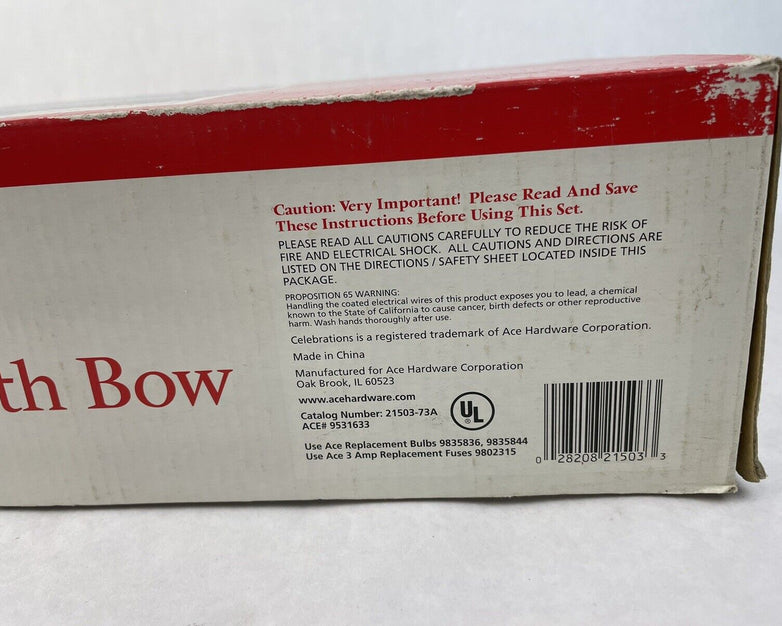 Caution: Very Important! Please Read And Save
These Instructions Before Using This Set.
PLEASE READ ALL CAUTIONS CAREFULLY TO REDUCE THE RISK OF
FIRE AND ELECTRICAL SHOCK. ALL CAUTIONS AND DIRECTIONS ARE
LISTED ON THE DIRECTIONS / SAFETY SHEET LOCATED INSIDE THIS
PACKAGE.
PROPOSITION 65 WARNING:
Handling the coated electrical wires of this product exposes you to lead, a chemical
known to the State of California to cause cancer, birth defects or other reproductive
harm. Wash hands thoroughly after use.
Celebrations is a registered trademark of Ace Hardware Corporation.
Made in China
Manufactured for Ace Hardware Corporation
Oak Brook, IL 60523
www.acehardware.com
Catalog Number: 21503-73A
ACE# 9531633
UL ®
Use Ace Replacement Bulbs 9835836, 9835844
Use Ace 3 Amp Replacement Fuses 9802315
0 28208 21503 3
th Bow